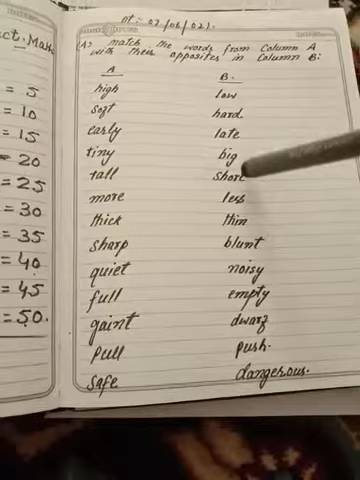 ct. Ma
Dt :- 07/06/021.
Q:- match the words from Column A
with their opposites in Column B:
A B.
high low
soft hard
early late
tiny big
tall short
more less
thick thin
sharp blunt
quiet noisy
full empty
gaint dwarf
Pull Push.
Safe dangerous.
= 5
= 10
= 15
= 20
= 25
= 30
= 35
= 40
= 45
= 50.